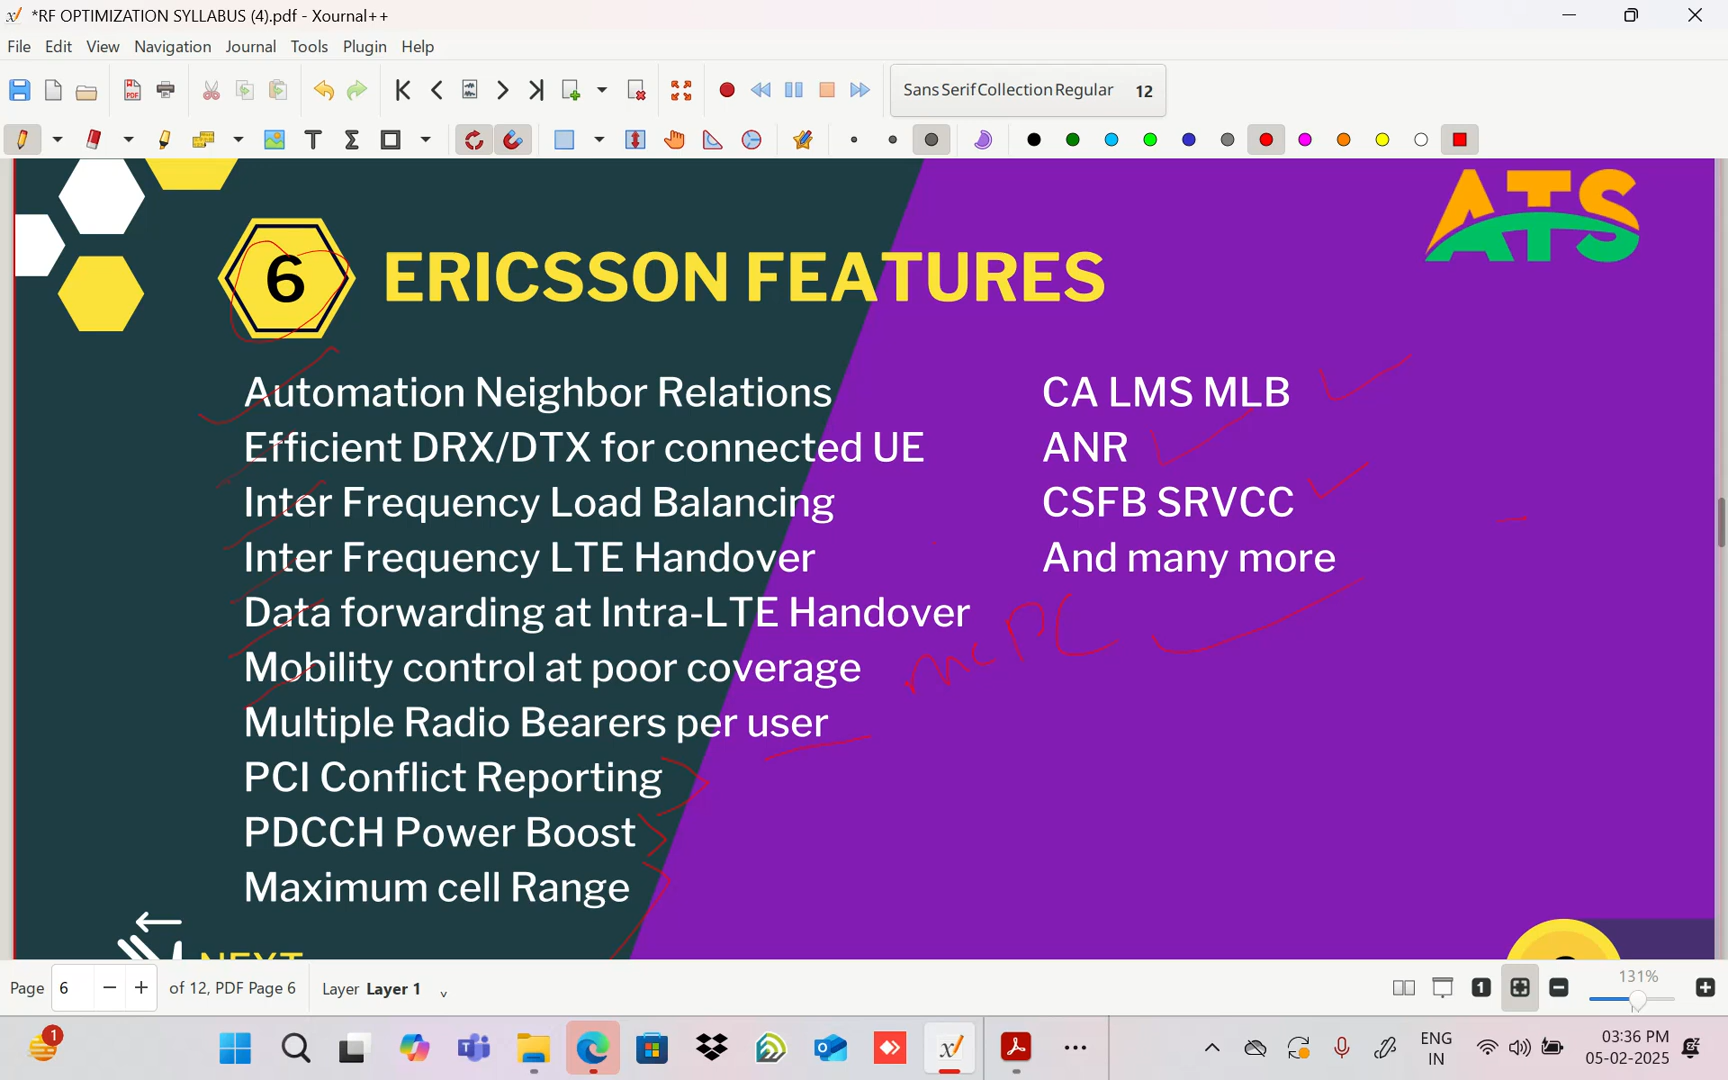 *RF OPTIMIZATION SYLLABUS (4).pdf - Xournal++
File Edit View Navigation Journal Tools Plugin Help
Sans Serif Collection Regular 12
ATS
6 ERICSSON FEATURES
Automation Neighbor Relations
Efficient DRX/DTX for connected UE
Inter Frequency Load Balancing
Inter Frequency LTE Handover
Data forwarding at Intra-LTE Handover
Mobility control at poor coverage
Multiple Radio Bearers per user
PCI Conflict Reporting
PDCCH Power Boost
Maximum cell Range
CA LMS MLB
ANR
CSFB SRVCC
And many more
mcPC
NEXT
Page 6 of 12, PDF Page 6 Layer Layer 1
1
131%
1
ENG
IN
03:36 PM
05-02-2025